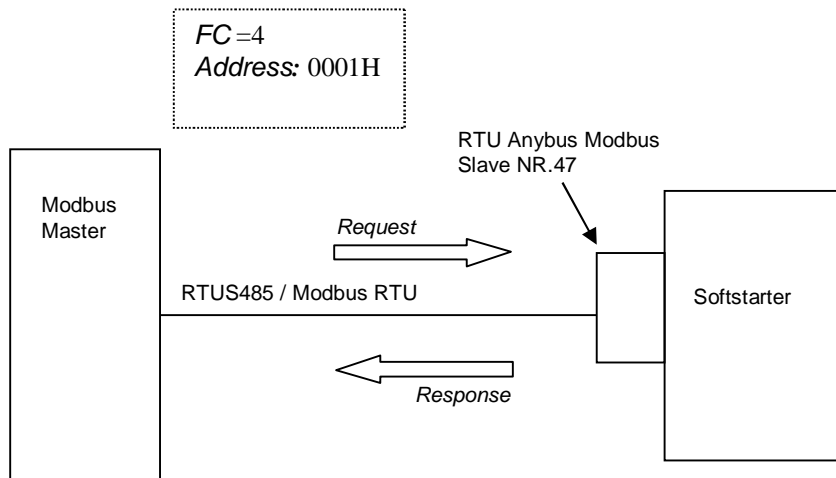 FC =4
Address: 0001H
RTU Anybus Modbus
Slave NR.47
Modbus
Master
Request
RTUS485 / Modbus RTU
Softstarter
Response